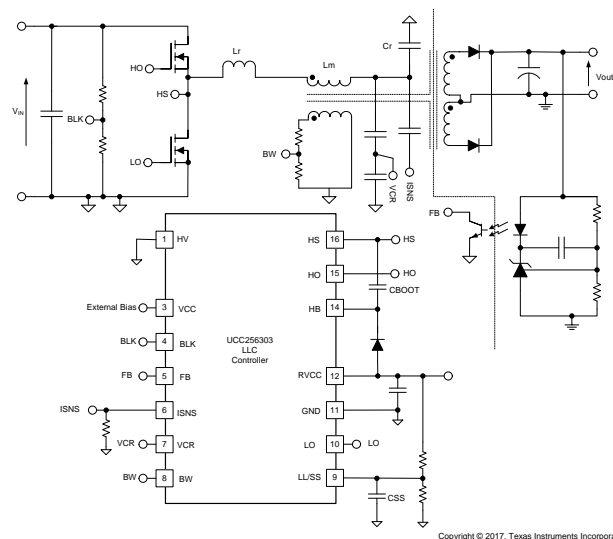 Cr
Lr
Lm
HO
Vout
HS
VIN
BLK
LO
BW
VCR
ISNS
FB
1
HV
HS
16
HS
HO
15
HO
CBOOT
External Bias
3
VCC
HB
14
UCC256303
LLC
Controller
BLK
4
BLK
FB
5
FB
RVCC
12
ISNS
6
ISNS
GND
11
VCR
7
VCR
LO
10
LO
BW
8
BW
LL/SS
9
CSS
Copyright © 2017, Texas Instruments Incorpora